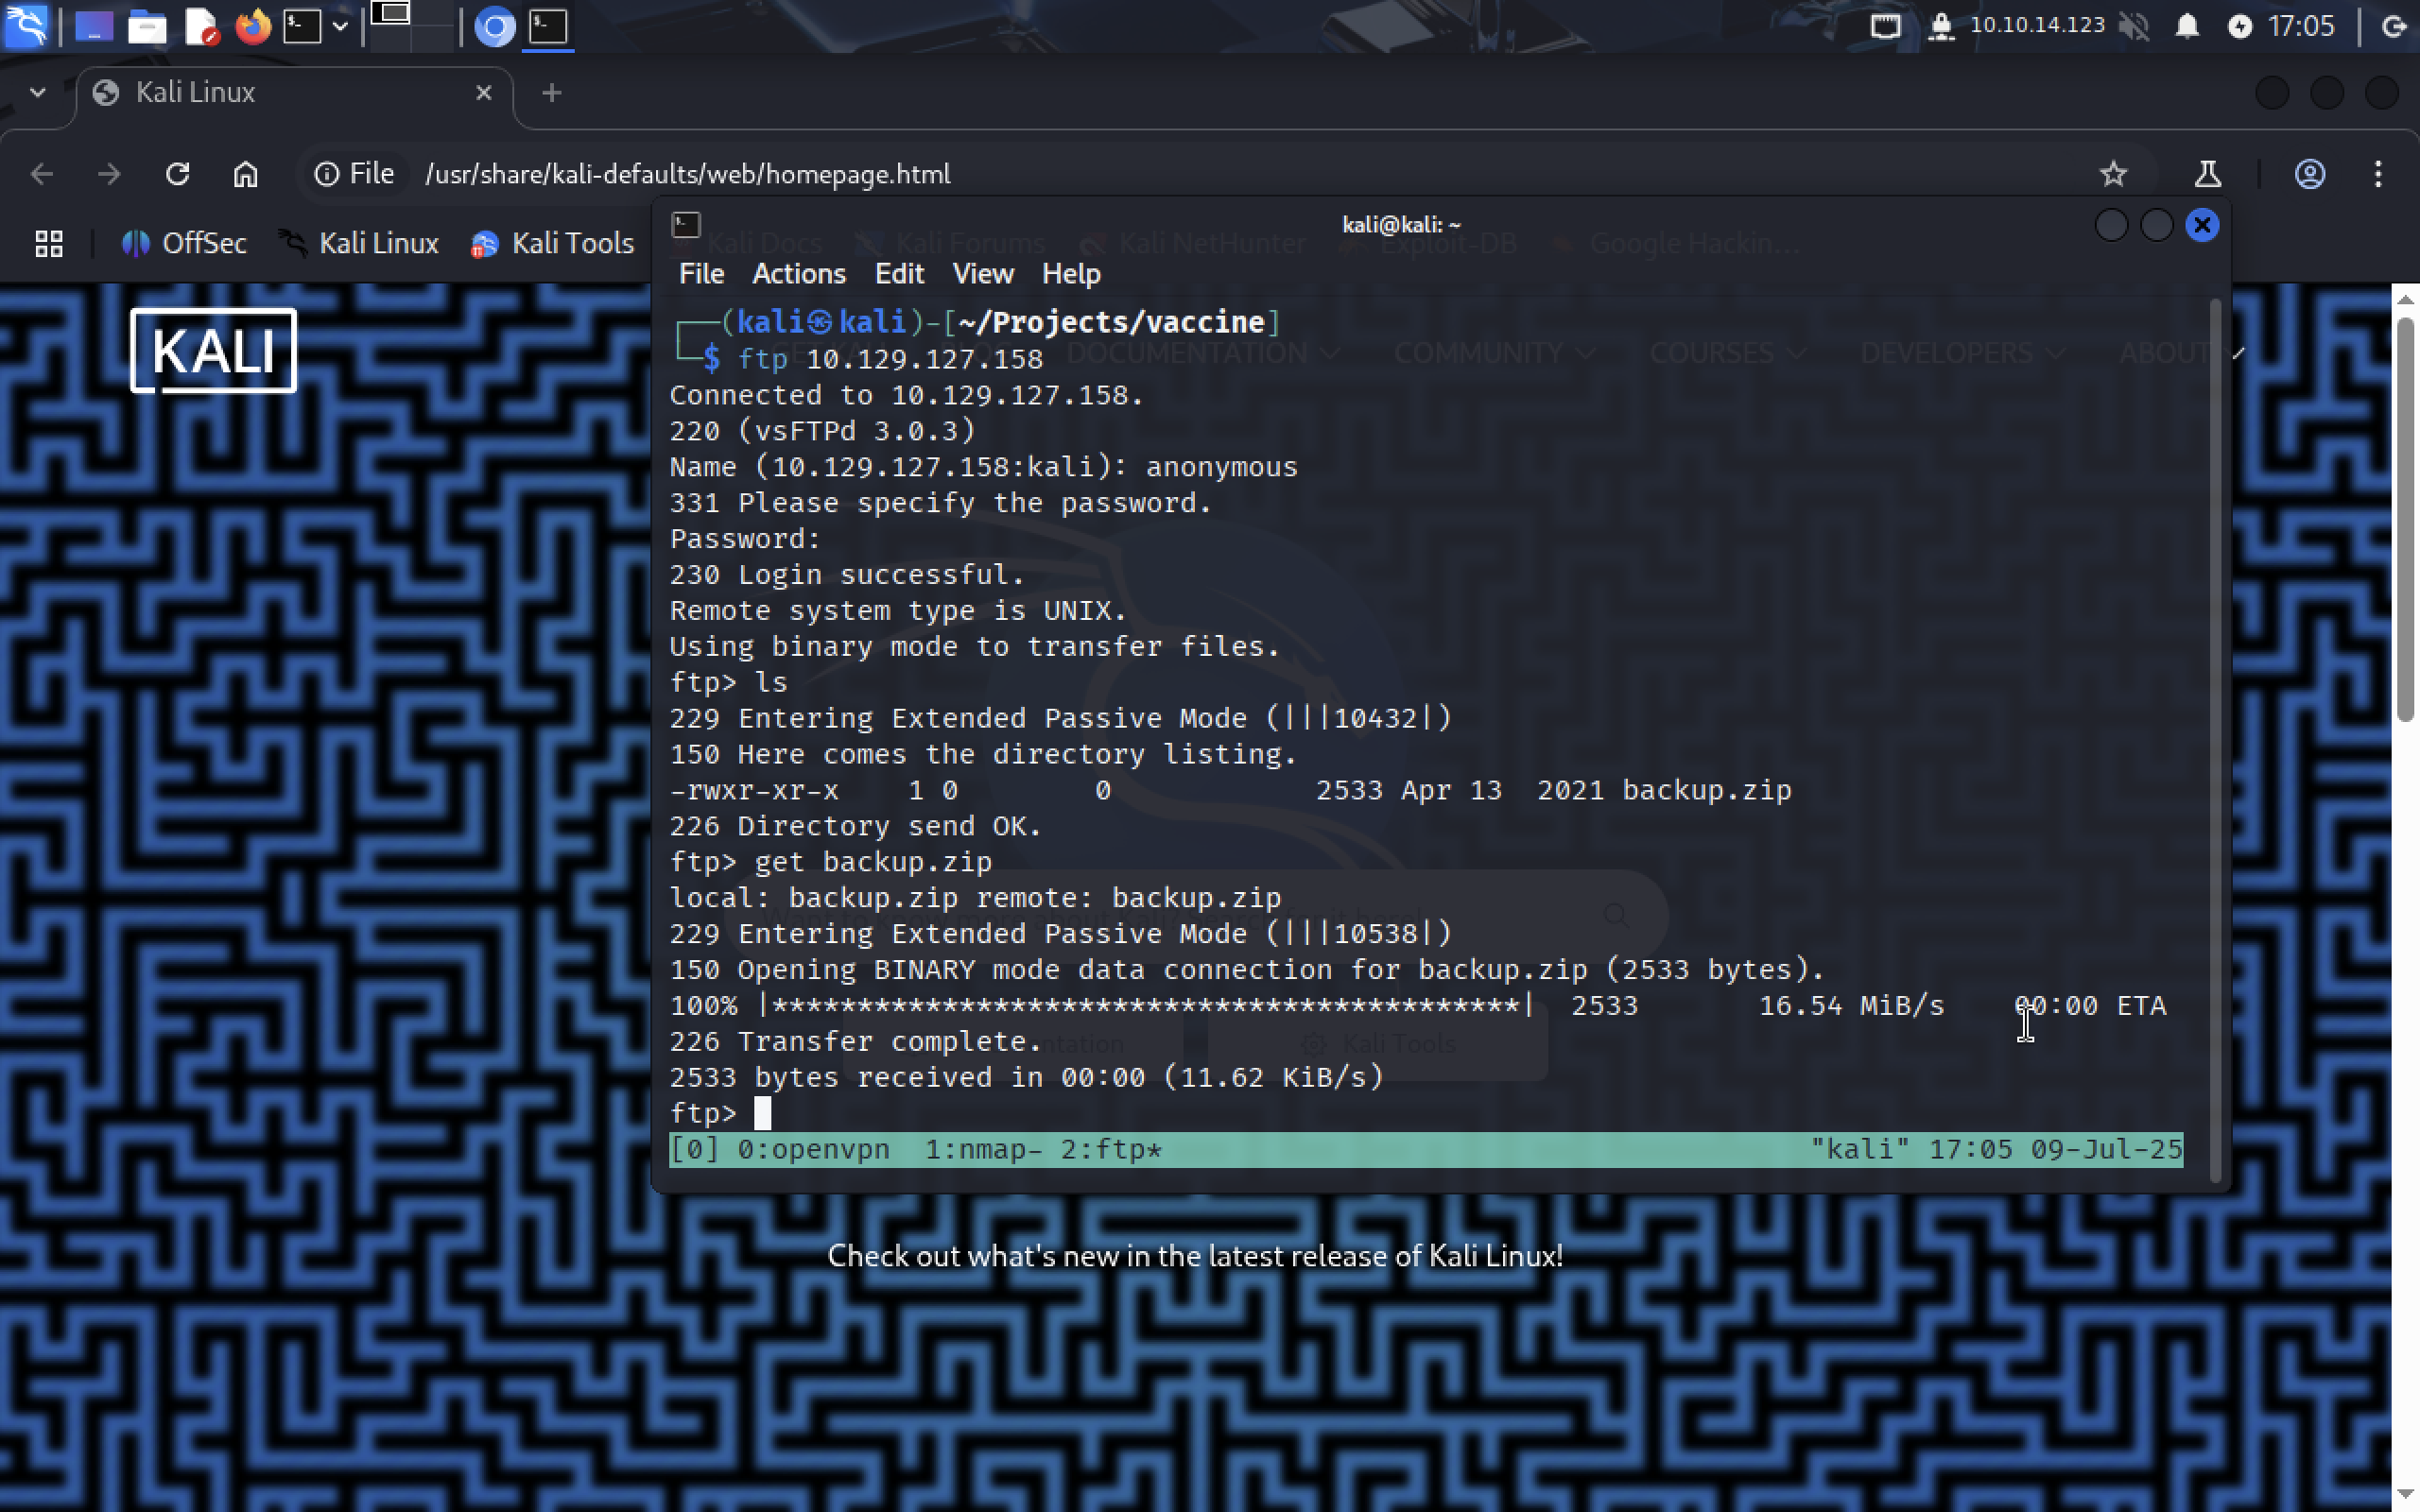 10.10.14.123
17:05
Kali Linux
File /usr/share/kali-defaults/web/homepage.html
OffSec Kali Linux Kali Tools Kali Docs Kali Forums Kali NetHunter Exploit-DB Google Hackin...
kali@kali: ~
File Actions Edit View Help
KALI
DOCUMENTATION COMMUNITY COURSES DEVELOPERS ABOUT
┌──(kali㉿kali)-[~/Projects/vaccine]
└─$ ftp 10.129.127.158
Connected to 10.129.127.158.
220 (vsFTPd 3.0.3)
Name (10.129.127.158:kali): anonymous
331 Please specify the password.
Password:
230 Login successful.
Remote system type is UNIX.
Using binary mode to transfer files.
ftp> ls
229 Entering Extended Passive Mode (|||10432|)
150 Here comes the directory listing.
-rwxr-xr-x    1 0        0            2533 Apr 13  2021 backup.zip
226 Directory send OK.
ftp> get backup.zip
local: backup.zip remote: backup.zip
229 Entering Extended Passive Mode (|||10538|)
150 Opening BINARY mode data connection for backup.zip (2533 bytes).
100% |********************************************|  2533       16.54 MiB/s    00:00 ETA
226 Transfer complete.
Kali Tools
2533 bytes received in 00:00 (11.62 KiB/s)
ftp>
[0] 0:openvpn  1:nmap- 2:ftp* "kali" 17:05 09-Jul-25
Check out what's new in the latest release of Kali Linux!